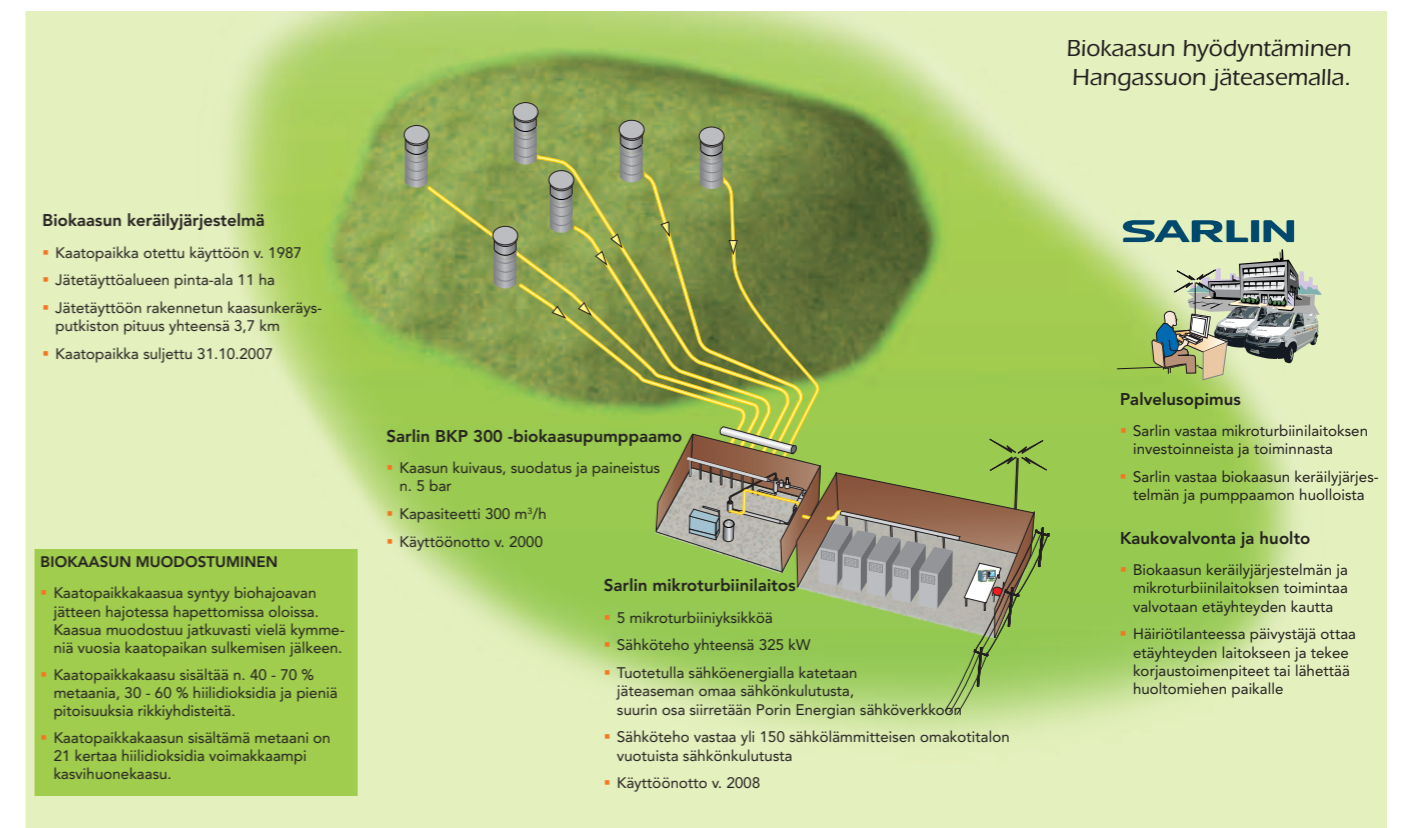 Biokaasun hyödyntäminen
Hangassuon jäteasemalla.
Biokaasun keräilyjärjestelmä
▪ Kaatopaikka otettu käyttöön v. 1987
▪ Jätetäyttöalueen pinta-ala 11 ha
▪ Jätetäyttöön rakennetun kaasunkeräys-
putkiston pituus yhteensä 3,7 km
▪ Kaatopaikka suljettu 31.10.2007
BIOKAASUN MUODOSTUMINEN
▪ Kaatopaikkakaasua syntyy biohajoavan
jätteen hajotessa hapettomissa oloissa.
Kaasua muodostuu jatkuvasti vielä kymme-
niä vuosia kaatopaikan sulkemisen jälkeen.
▪ Kaatopaikkakaasu sisältää n. 40 - 70 %
metaania, 30 - 60 % hiilidioksidia ja pieniä
pitoisuuksia rikkiyhdisteitä.
▪ Kaatopaikkakaasun sisältämä metaani on
21 kertaa hiilidioksidia voimakkaampi
kasvihuonekaasu.
Sarlin BKP 300 -biokaasupumppaamo
▪ Kaasun kuivaus, suodatus ja paineistus
n. 5 bar
▪ Kapasiteetti 300 m³/h
▪ Käyttöönotto v. 2000
Sarlin mikroturbiinilaitos
▪ 5 mikroturbiiniyksikköä
▪ Sähköteho yhteensä 325 kW
▪ Tuotetulla sähköenergialla katetaan
jäteaseman omaa sähkönkulutusta,
suurin osa siirretään Porin Energian sähköverkkoon
▪ Sähköteho vastaa yli 150 sähkölämmitteisen omakotitalon
vuotuista sähkönkulutusta
▪ Käyttöönotto v. 2008
SARLIN
Palvelusopimus
▪ Sarlin vastaa mikroturbiinilaitoksen
investoinneista ja toiminnasta
▪ Sarlin vastaa biokaasun keräilyjärjes-
telmän ja pumppaamon huolloista
Kaukovalvonta ja huolto
▪ Biokaasun keräilyjärjestelmän ja
mikroturbiinilaitoksen toimintaa
valvotaan etäyhteyden kautta
▪ Häiriötilanteessa päivystäjä ottaa
etäyhteyden laitokseen ja tekee
korjaustoimenpiteet tai lähettää
huoltomiehen paikalle